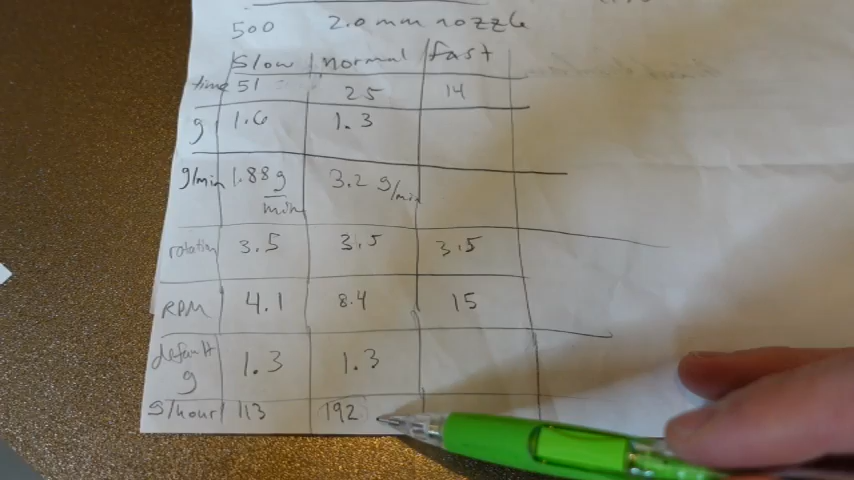 500 2.0 mm nozzle
Slow normal fast
time 51 25 14
g 1.6 1.3
g/min 1.88 g/min 3.2 g/min
rotation 3.5 3.5 3.5
RPM 4.1 8.4 15
default g 1.3 1.3
g/hour 113 192